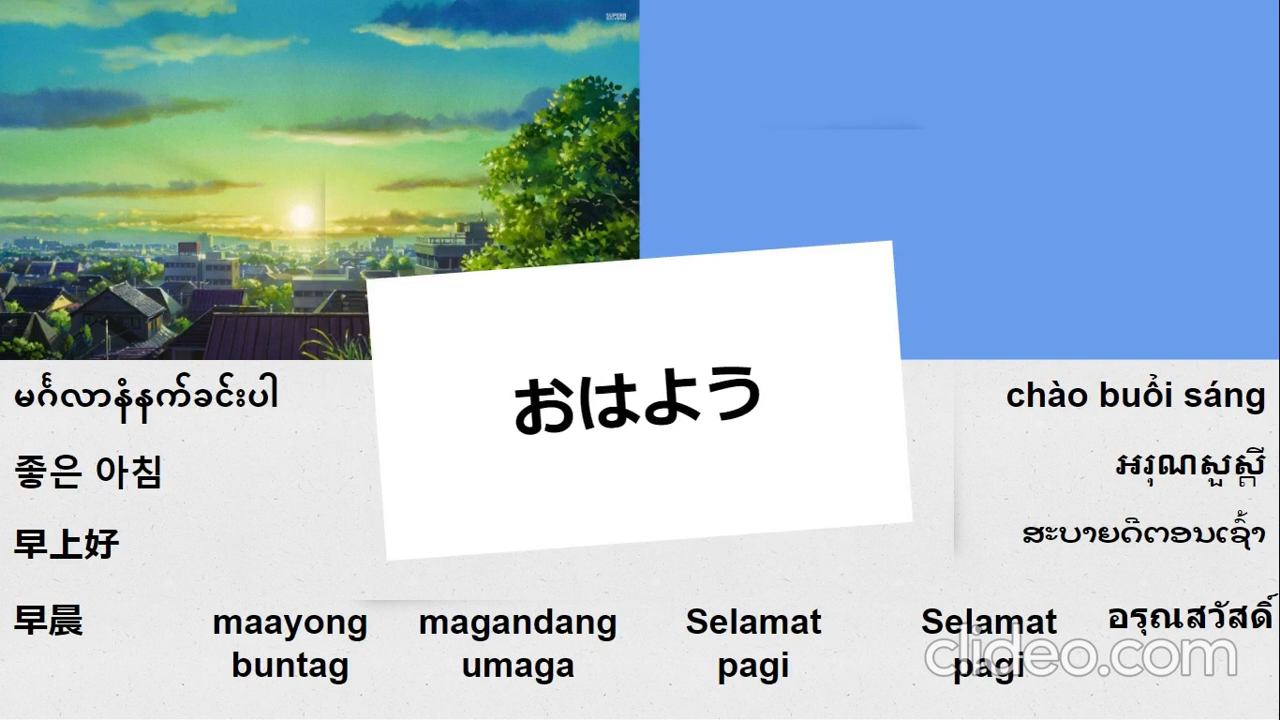 おはよう
မင်္ဂလာနံနက်ခင်းပါ
chào buổi sáng
좋은 아침
អរុណសួស្តី
早上好
ສະບາຍດີຕອນເຊົ້າ
早晨
maayong
buntag
magandang
umaga
Selamat
pagi
Selamat
pagi
อรุณสวัสดิ์
clideo.com